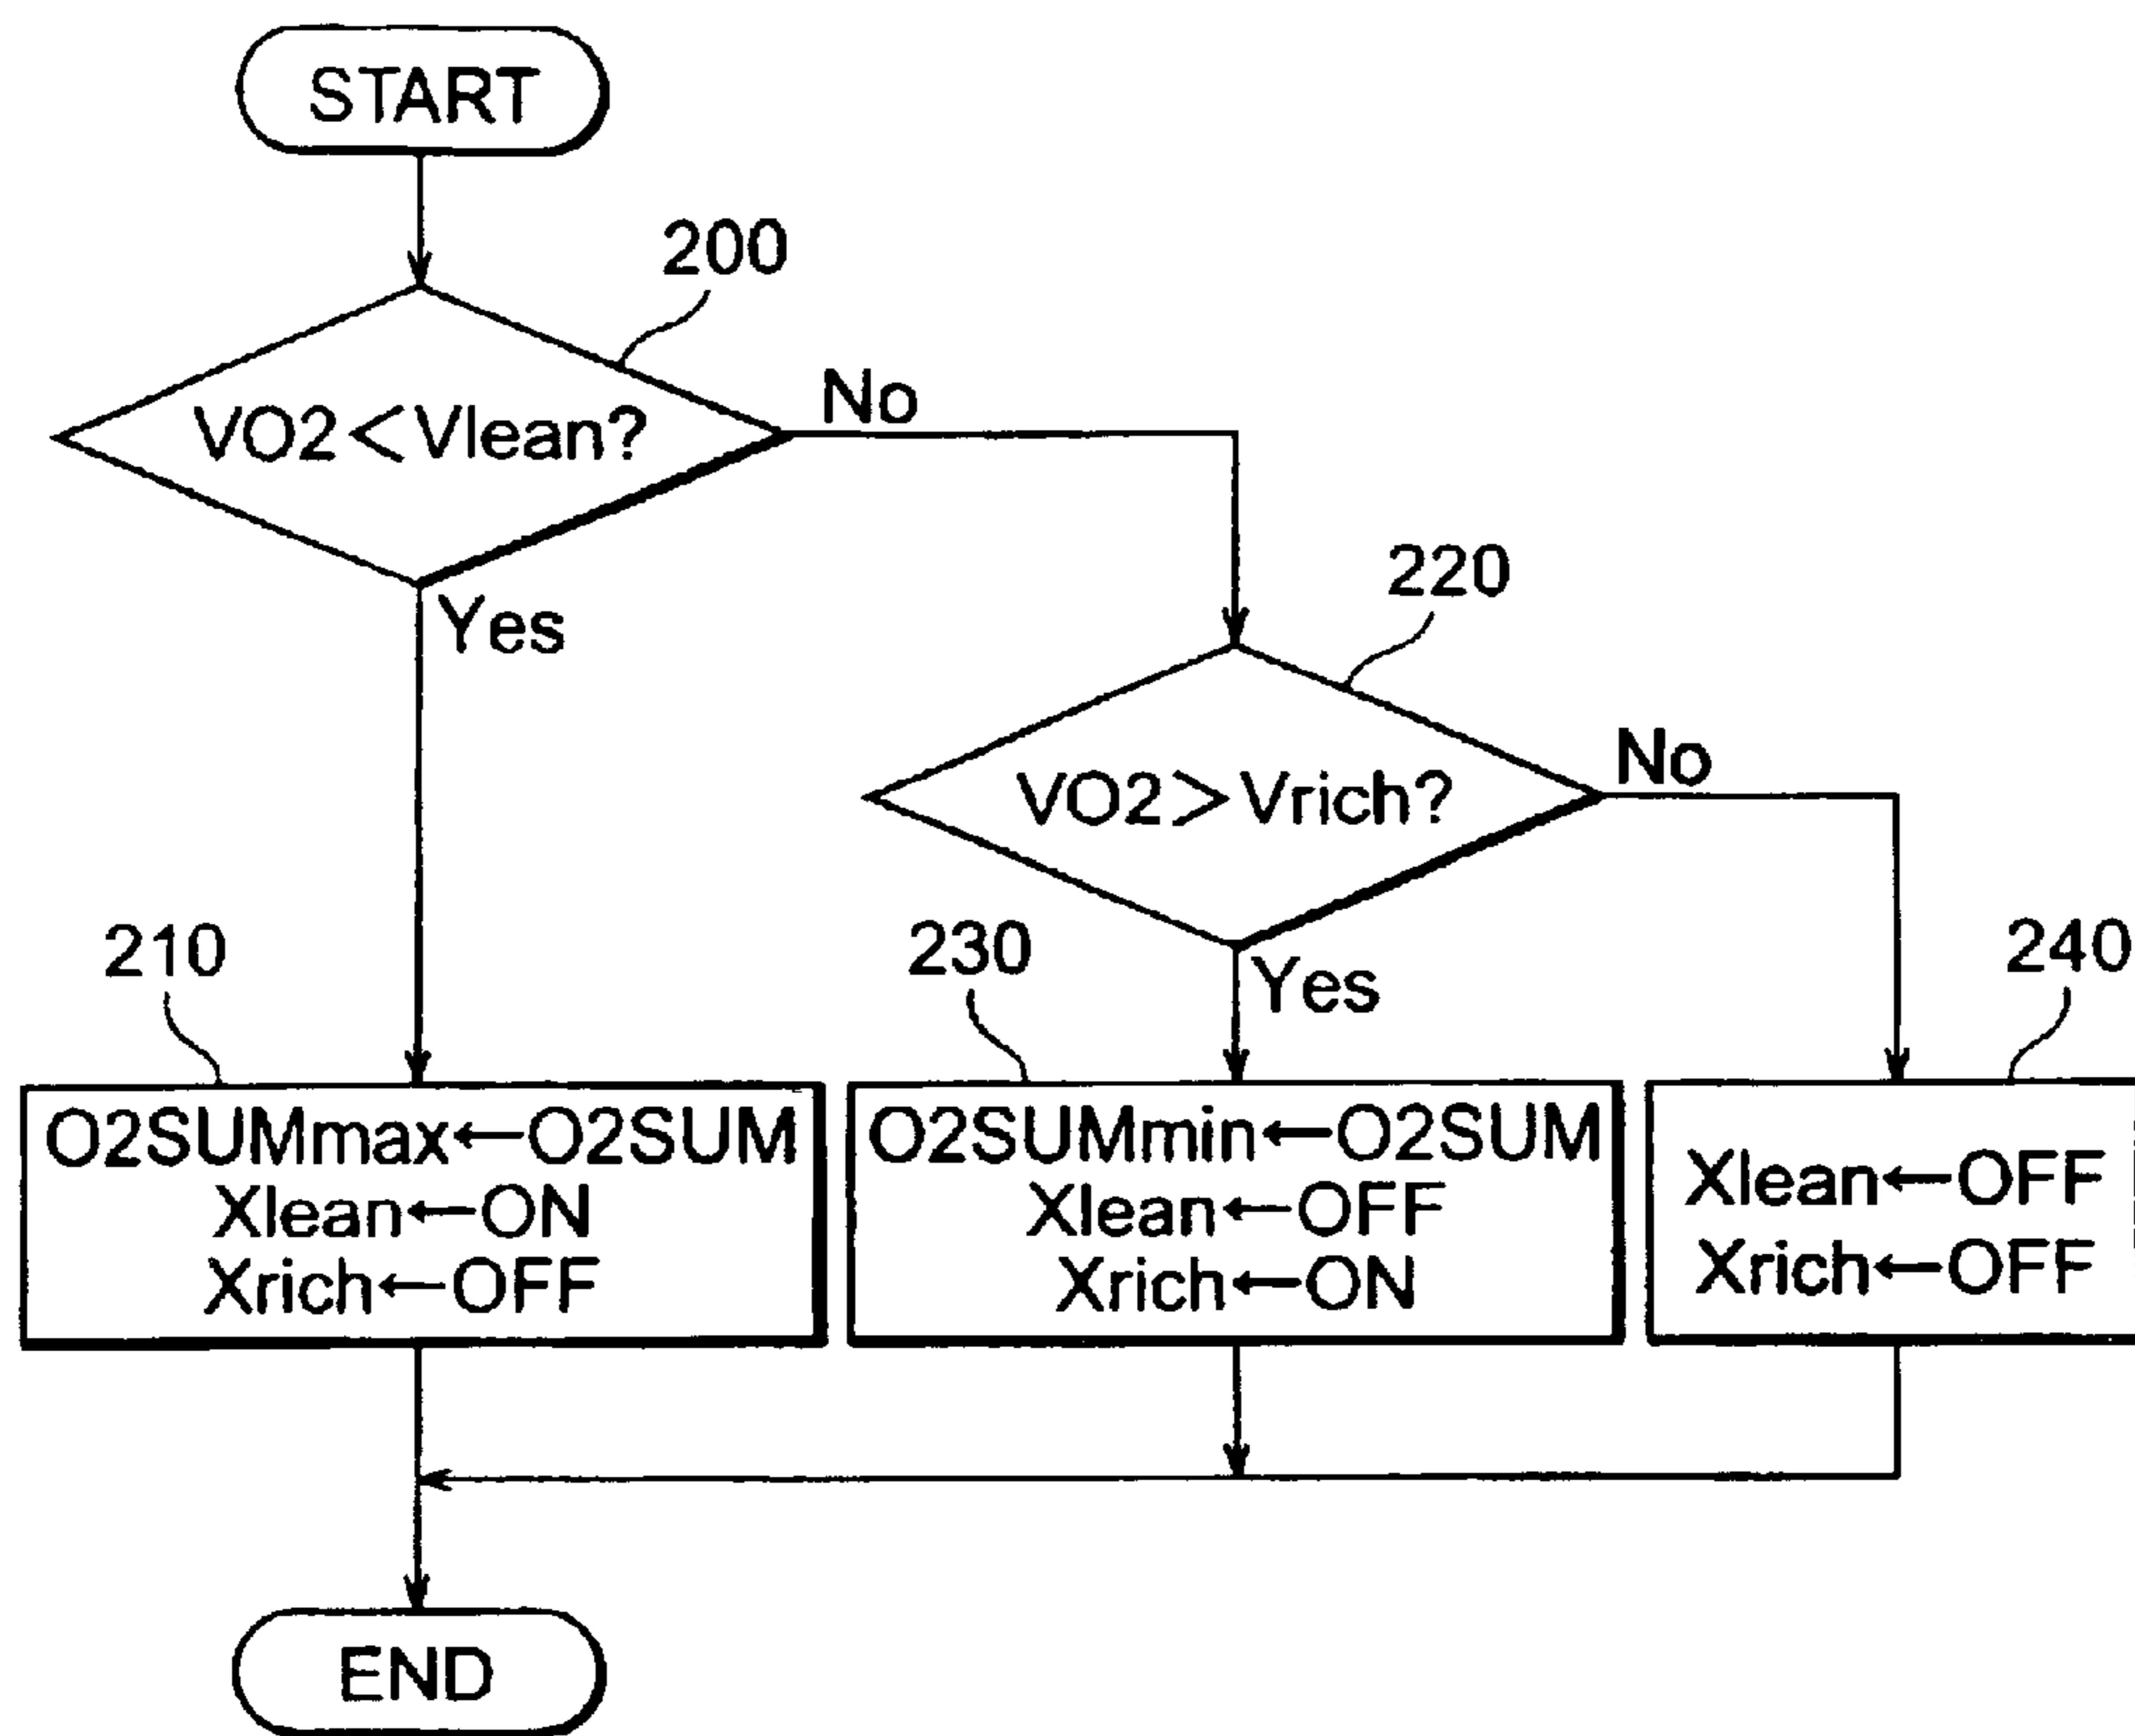 START
200
VO2<Vlean?
No
Yes
220
VO2>Vrich?
No
Yes
210
O2SUMmax←O2SUM
Xlean←ON
Xrich←OFF
230
O2SUMmin←O2SUM
Xlean←OFF
Xrich←ON
240
Xlean←OFF
Xrich←OFF
END